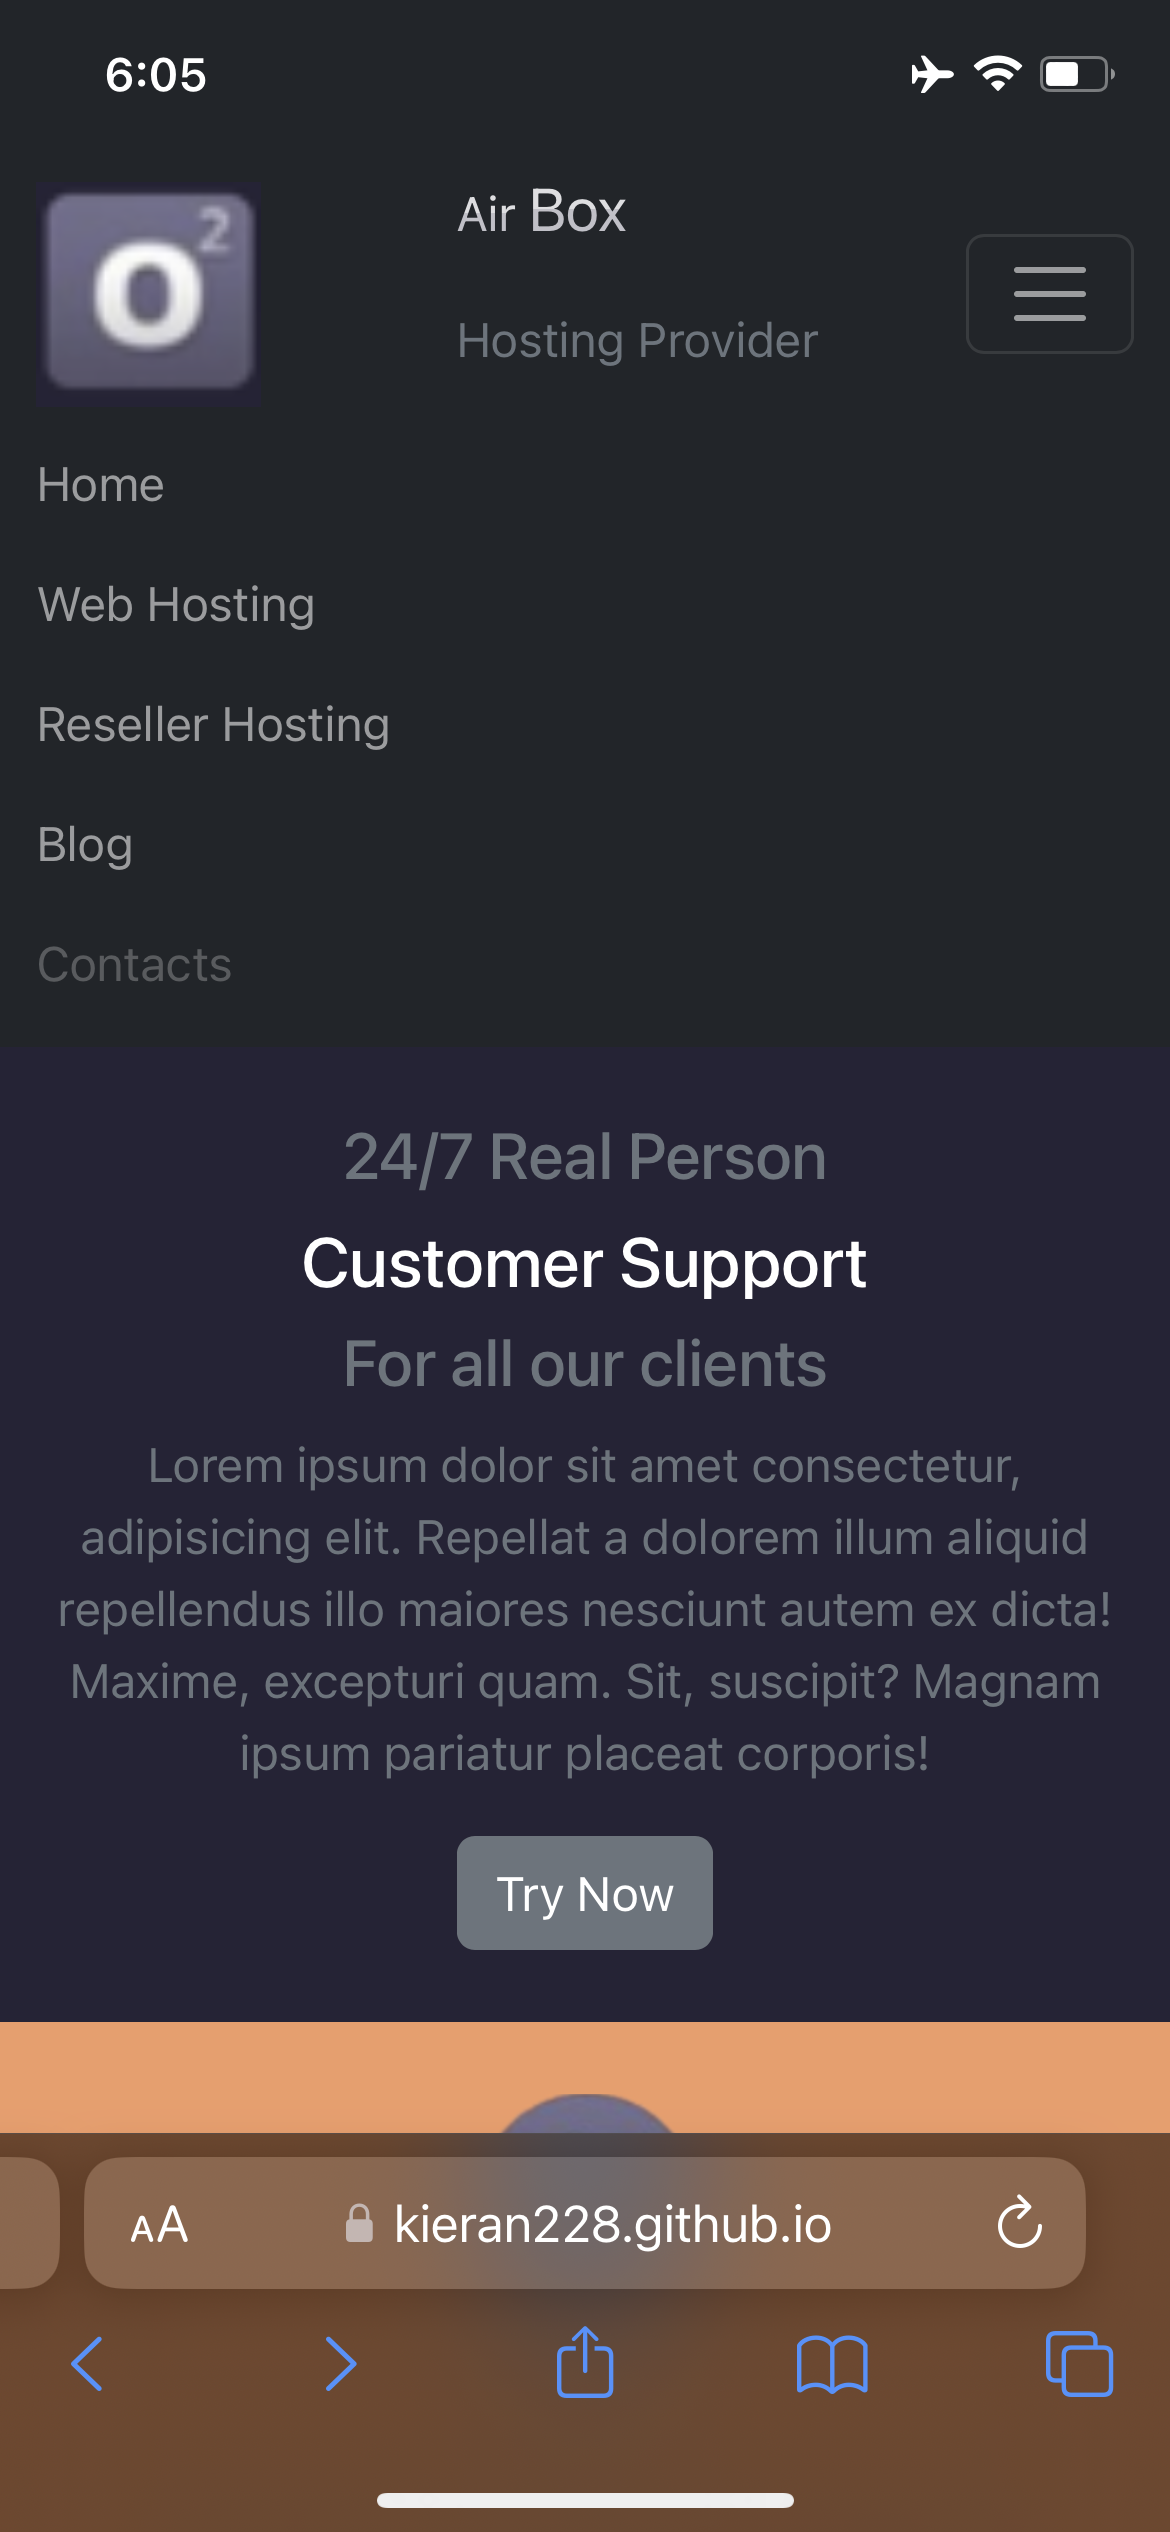 6:05
O2
Air Box
Hosting Provider
Home
Web Hosting
Reseller Hosting
Blog
Contacts
24/7 Real Person
Customer Support
For all our clients
Lorem ipsum dolor sit amet consectetur,
adipisicing elit. Repellat a dolorem illum aliquid
repellendus illo maiores nesciunt autem ex dicta!
Maxime, excepturi quam. Sit, suscipit? Magnam
ipsum pariatur placeat corporis!
Try Now
AA kieran228.github.io